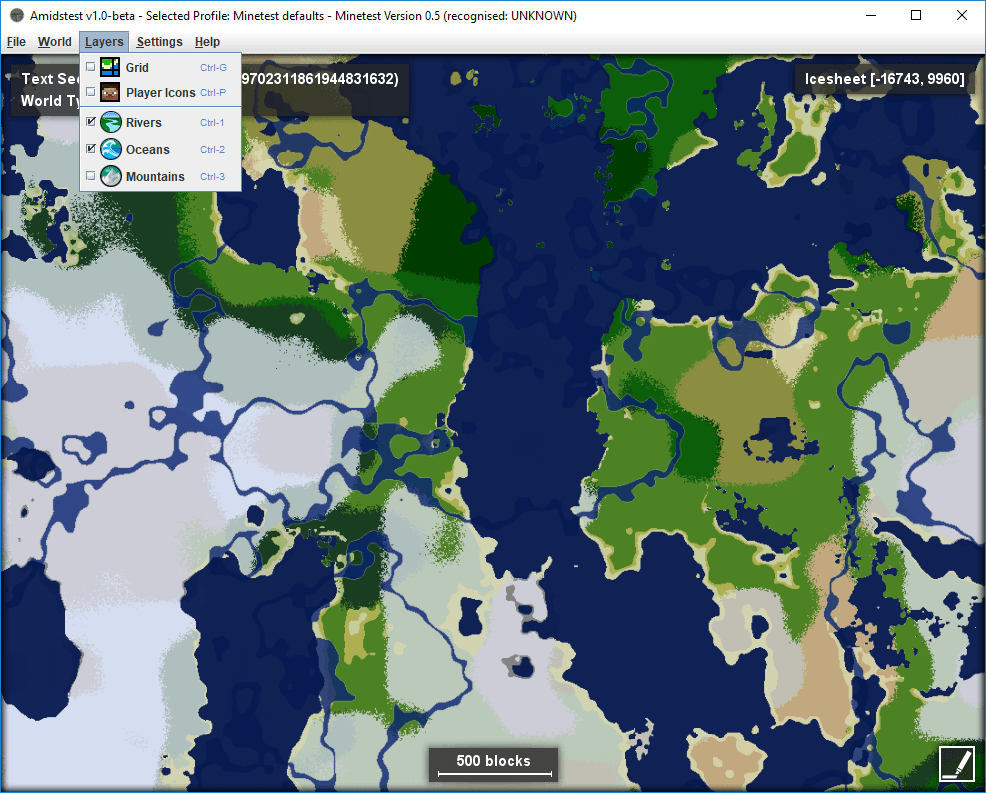 Amidstest v1.0-beta - Selected Profile: Minetest defaults - Minetest Version 0.5 (recognised: UNKNOWN)
File World Layers Settings Help
Grid Ctrl-G
Player Icons Ctrl-P
Rivers Ctrl-1
Oceans Ctrl-2
Mountains Ctrl-3
Text See 9702311861944831632)
World Ty
Icesheet [-16743, 9960]
500 blocks